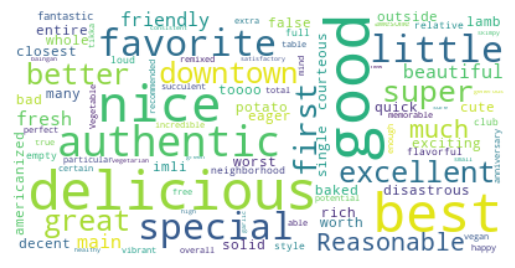 fantastic
friendly
false
outside
relative
lamb
extra
full
entire
whole
closest
favorite
loud
remixed
satisfactory
table
mind
courteous
good
little
beautiful
better
downtown
tikka
recommended
succulent
total
many
nice
toooo
first
super
quick
cute
bad
fresh
Vegetable
potato
eager
single
memorable
club
enough
much
exciting
perfect
incredible
authentic
true
empty
particular
vegetarian
worst
neighborhood
flavorful
small
anniversary
americanized
certain
imli
excellent
delicious
free
baked
disastrous
potential
great
special
high
garlic
able
rich
worth
best
main
solid
style
Reasonable
vegan
happy
decent
vibrant
overall
healthy